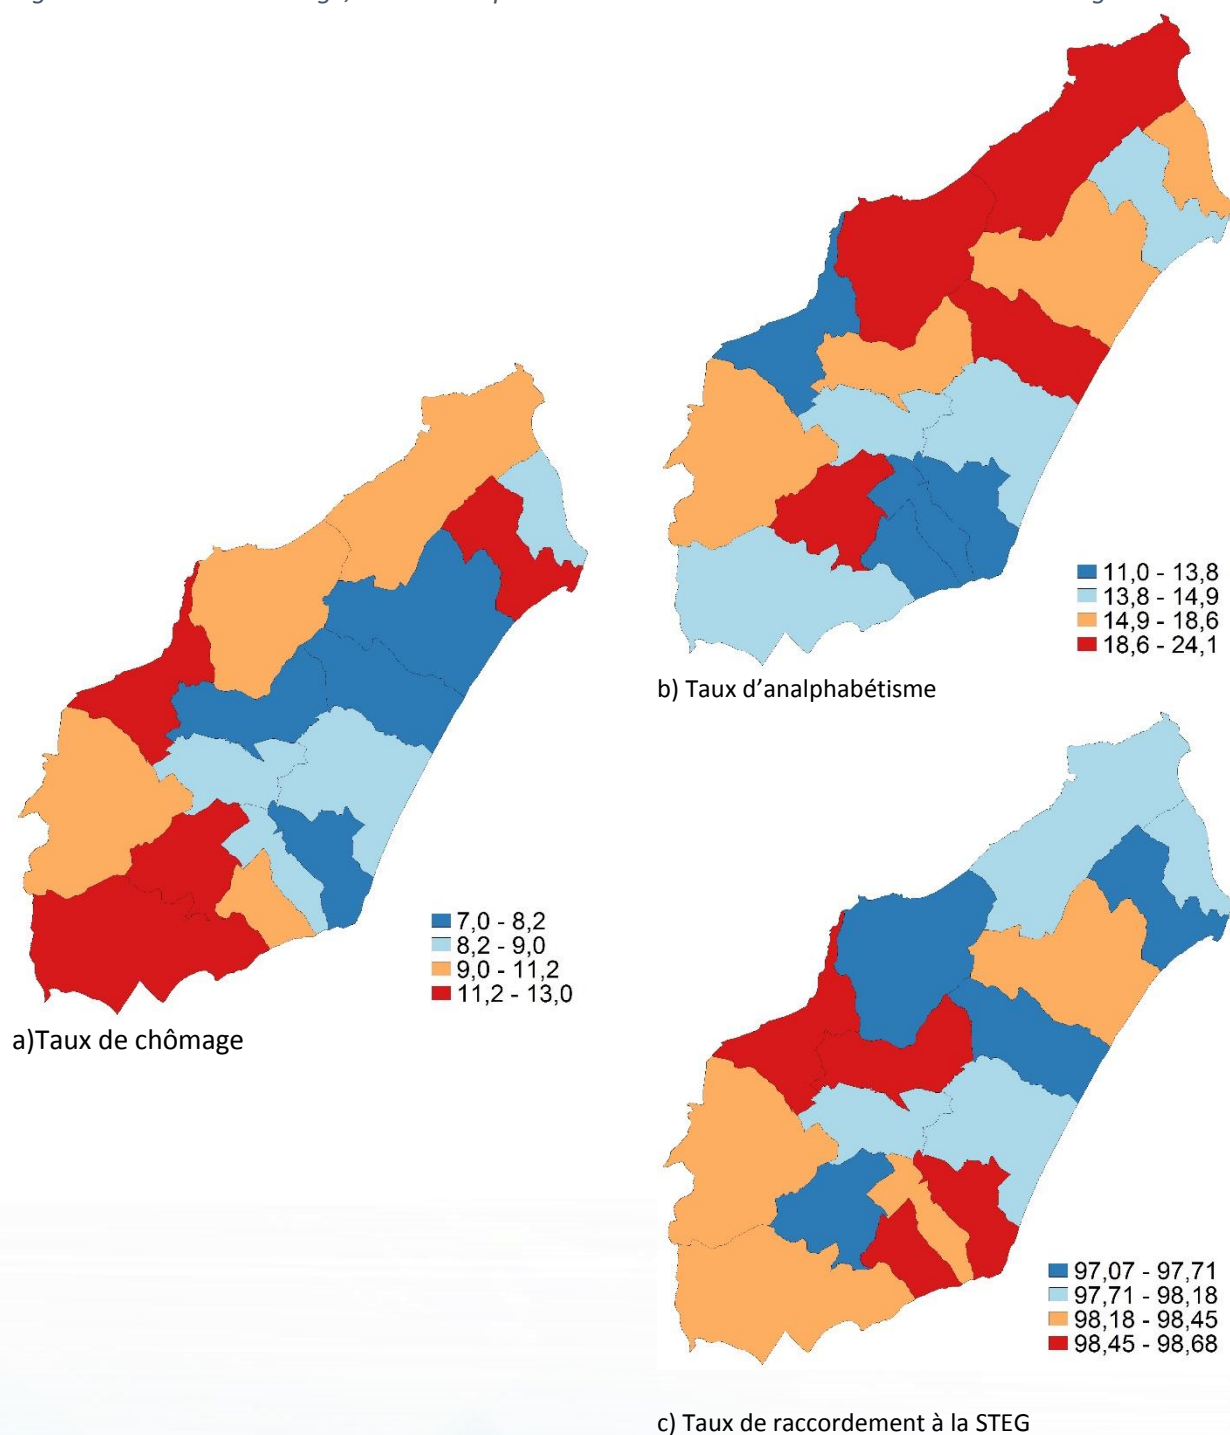 11,0 - 13,8
13,8 - 14,9
14,9 - 18,6
18,6 - 24,1
b) Taux d’analphabétisme
7,0 - 8,2
8,2 - 9,0
9,0 - 11,2
11,2 - 13,0
a)Taux de chômage
97,07 - 97,71
97,71 - 98,18
98,18 - 98,45
98,45 - 98,68
c) Taux de raccordement à la STEG